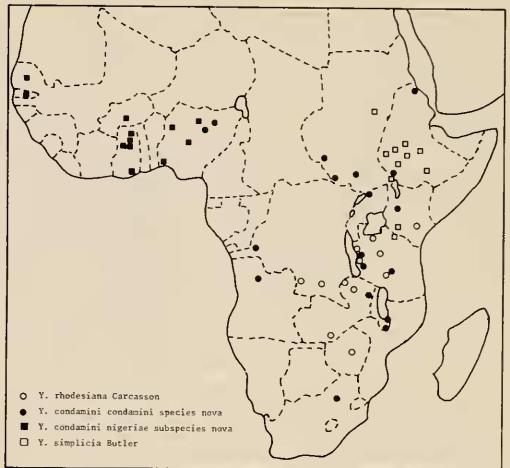 Y. rhodesiana Carcasson
Y. condamini condamini species nova
Y. condamini nigeriae subspecies nova
Y. simplicia Butler